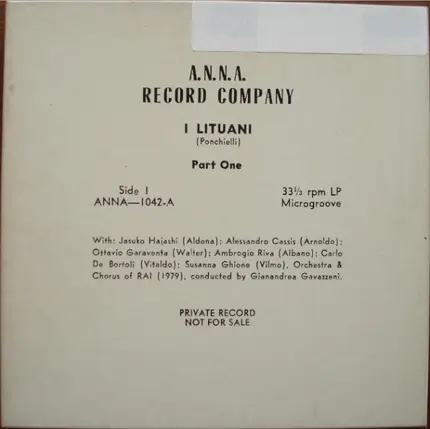 A.N.N.A.
RECORD COMPANY
I LITUANI
(Ponchielli)
Part One
Side I
ANNA—1042-A
33⅓ rpm LP
Microgroove
With: Jasuko Hajashi (Aldona); Alessandro Cassis (Arnoldo);
Ottavio Garaventa (Walter); Ambrogio Riva (Albano); Carlo
De Bortoli (Vitaldo); Susanna Ghione (Vilmo), Orchestra &
Chorus of RAI (1979), conducted by Gianandrea Gavazzeni.
PRIVATE RECORD
NOT FOR SALE